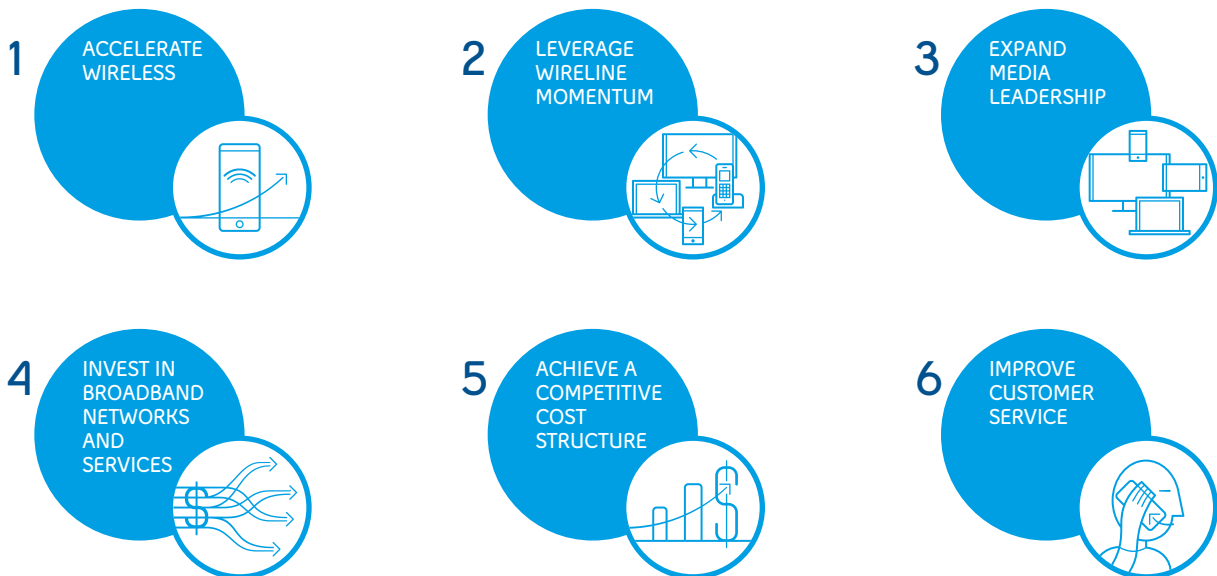 1
ACCELERATE
WIRELESS
2
LEVERAGE
WIRELINE
MOMENTUM
3
EXPAND
MEDIA
LEADERSHIP
4
INVEST IN
BROADBAND
NETWORKS
AND
SERVICES
$
5
ACHIEVE A
COMPETITIVE
COST
STRUCTURE
$
6
IMPROVE
CUSTOMER
SERVICE